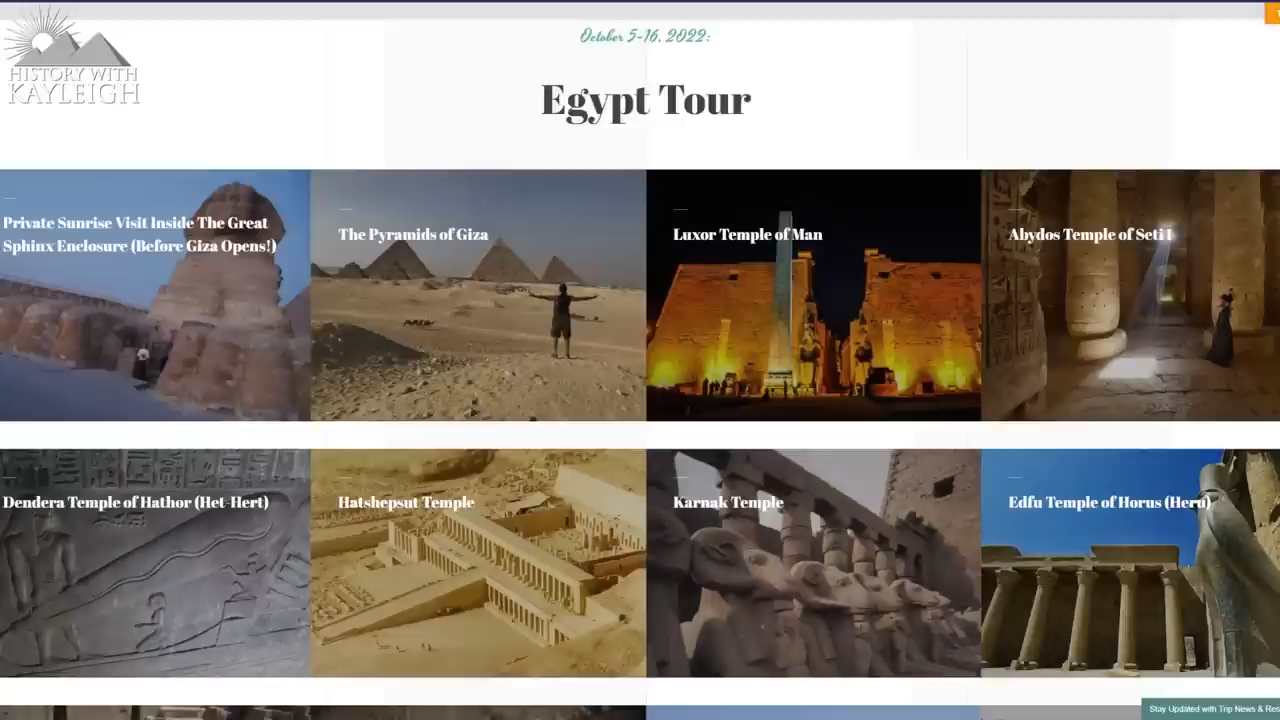 HISTORY WITH
KAYLEIGH
October 5-16, 2022:
Egypt Tour
Private Sunrise Visit Inside The Great
Sphinx Enclosure (Before Giza Opens!)
The Pyramids of Giza
Luxor Temple of Man
Abydos Temple of Seti I
Dendera Temple of Hathor (Het-Hert)
Hatshepsut Temple
Karnak Temple
Edfu Temple of Horus (Heru)
Stay Updated with Trip News &